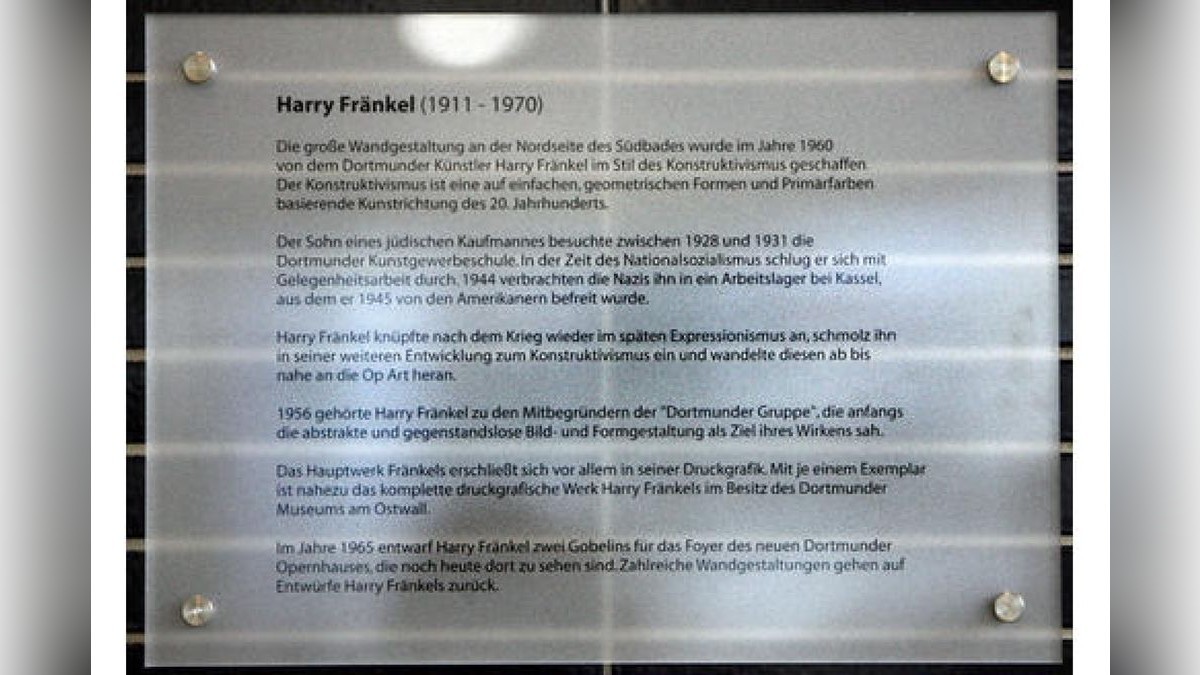 Harry Fränkel (1911 - 1970)
Die große Wandgestaltung an der Nordseite des Südbades wurde im Jahre 1960
von dem Dortmunder Künstler Harry Fränkel im Stil des Konstruktivismus geschaffen.
Der Konstruktivismus ist eine auf einfachen, geometrischen Formen und Primärfarben
basierende Kunstrichtung des 20. Jahrhunderts.
Der Sohn eines jüdischen Kaufmannes besuchte zwischen 1928 und 1931 die
Dortmunder Kunstgewerbeschule. In der Zeit des Nationalsozialismus schlug er sich mit
Gelegenheitsarbeit durch. 1944 verbrachten die Nazis ihn in ein Arbeitslager bei Kassel,
aus dem er 1945 von den Amerikanern befreit wurde.
Harry Fränkel knüpfte nach dem Krieg wieder im späten Expressionismus an, schmolz ihn
in seiner weiteren Entwicklung zum Konstruktivismus ein und wandelte diesen ab bis
nahe an die Op Art heran.
1956 gehörte Harry Fränkel zu den Mitbegründern der "Dortmunder Gruppe", die anfangs
die abstrakte und gegenstandslose Bild- und Formgestaltung als Ziel ihres Wirkens sah.
Das Hauptwerk Fränkels erschließt sich vor allem in seiner Druckgrafik. Mit je einem Exemplar
ist nahezu das komplette druckgrafische Werk Harry Fränkels im Besitz des Dortmunder
Museums am Ostwall.
Im Jahre 1965 entwarf Harry Fränkel zwei Gobelins für das Foyer des neuen Dortmunder
Opernhauses, die noch heute dort zu sehen sind. Zahlreiche Wandgestaltungen gehen auf
Entwürfe Harry Fränkels zurück.